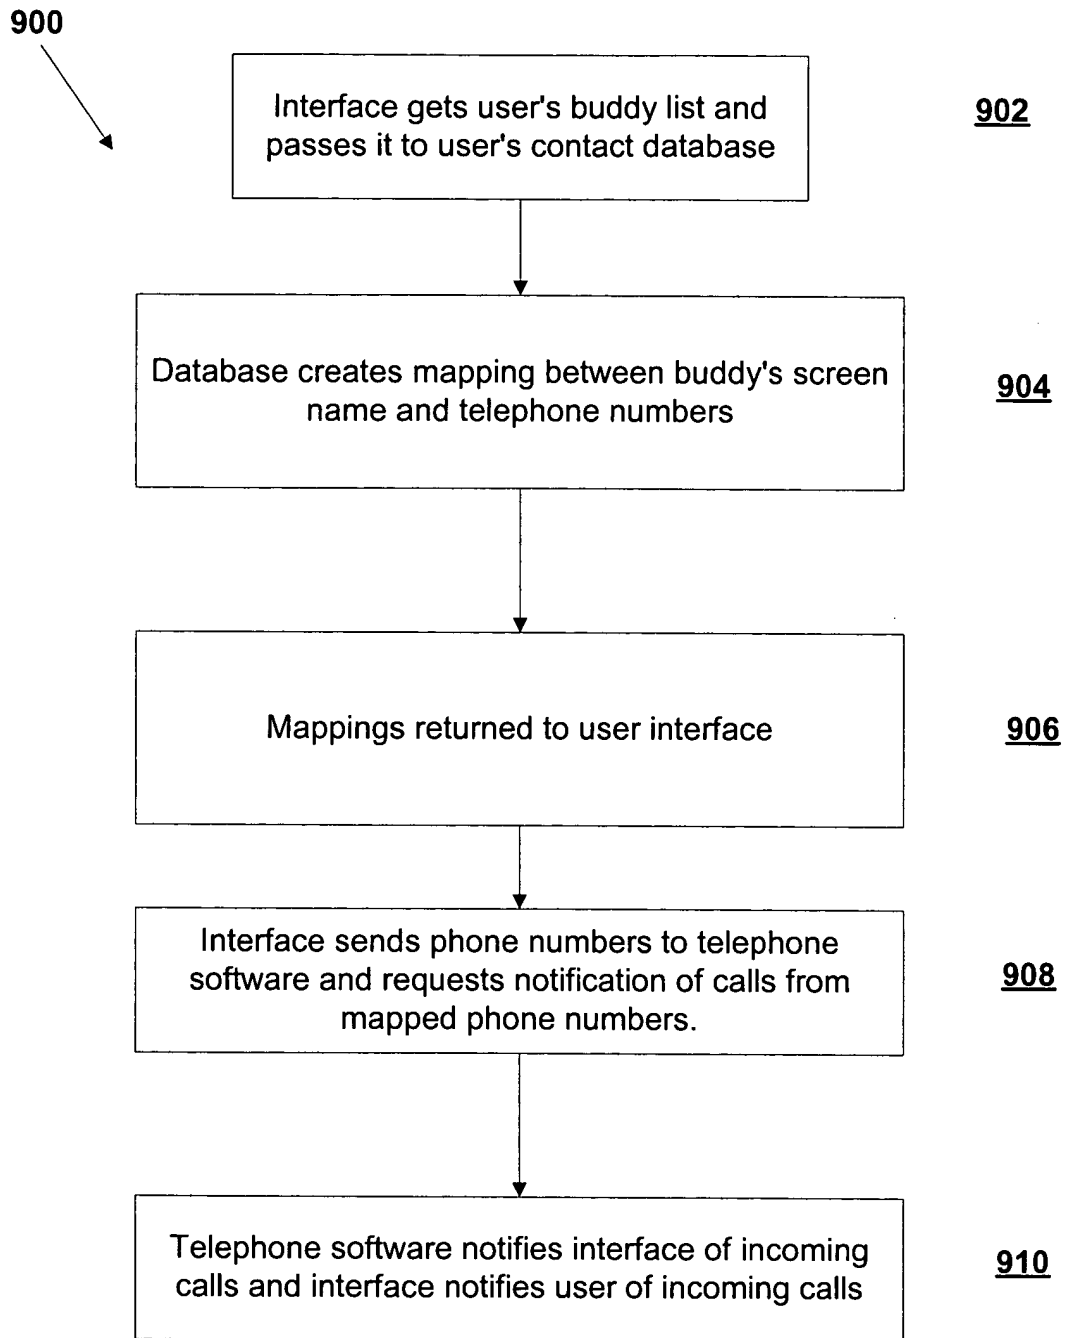 900
Interface gets user's buddy list and
passes it to user's contact database
902
Database creates mapping between buddy's screen
name and telephone numbers
904
Mappings returned to user interface
906
Interface sends phone numbers to telephone
software and requests notification of calls from
mapped phone numbers.
908
Telephone software notifies interface of incoming
calls and interface notifies user of incoming calls
910